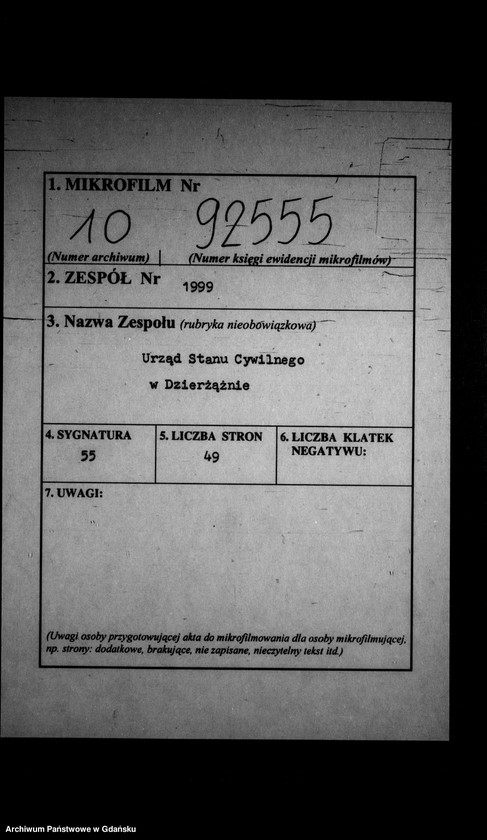 1. MIKROFILM Nr
10 92555
(Numer archiwum) (Numer księgi ewidencji mikrofilmów)
2. ZESPÓŁ Nr
1999
3. Nazwa Zespołu (rubryka nieobowiązkowa)
Urząd Stanu Cywilnego
w Dzierżążnie
4. SYGNATURA 5. LICZBA STRON 6. LICZBA KLATEK
NEGATYWU:
55 49
7. UWAGI:
(Uwagi osoby przygotowującej akta do mikrofilmowania dla osoby mikrofilmującej,
np. strony: dodatkowe, brakujące, nie zapisane, nieczytelny tekst itd.)
Archiwum Państwowe w Gdańsku